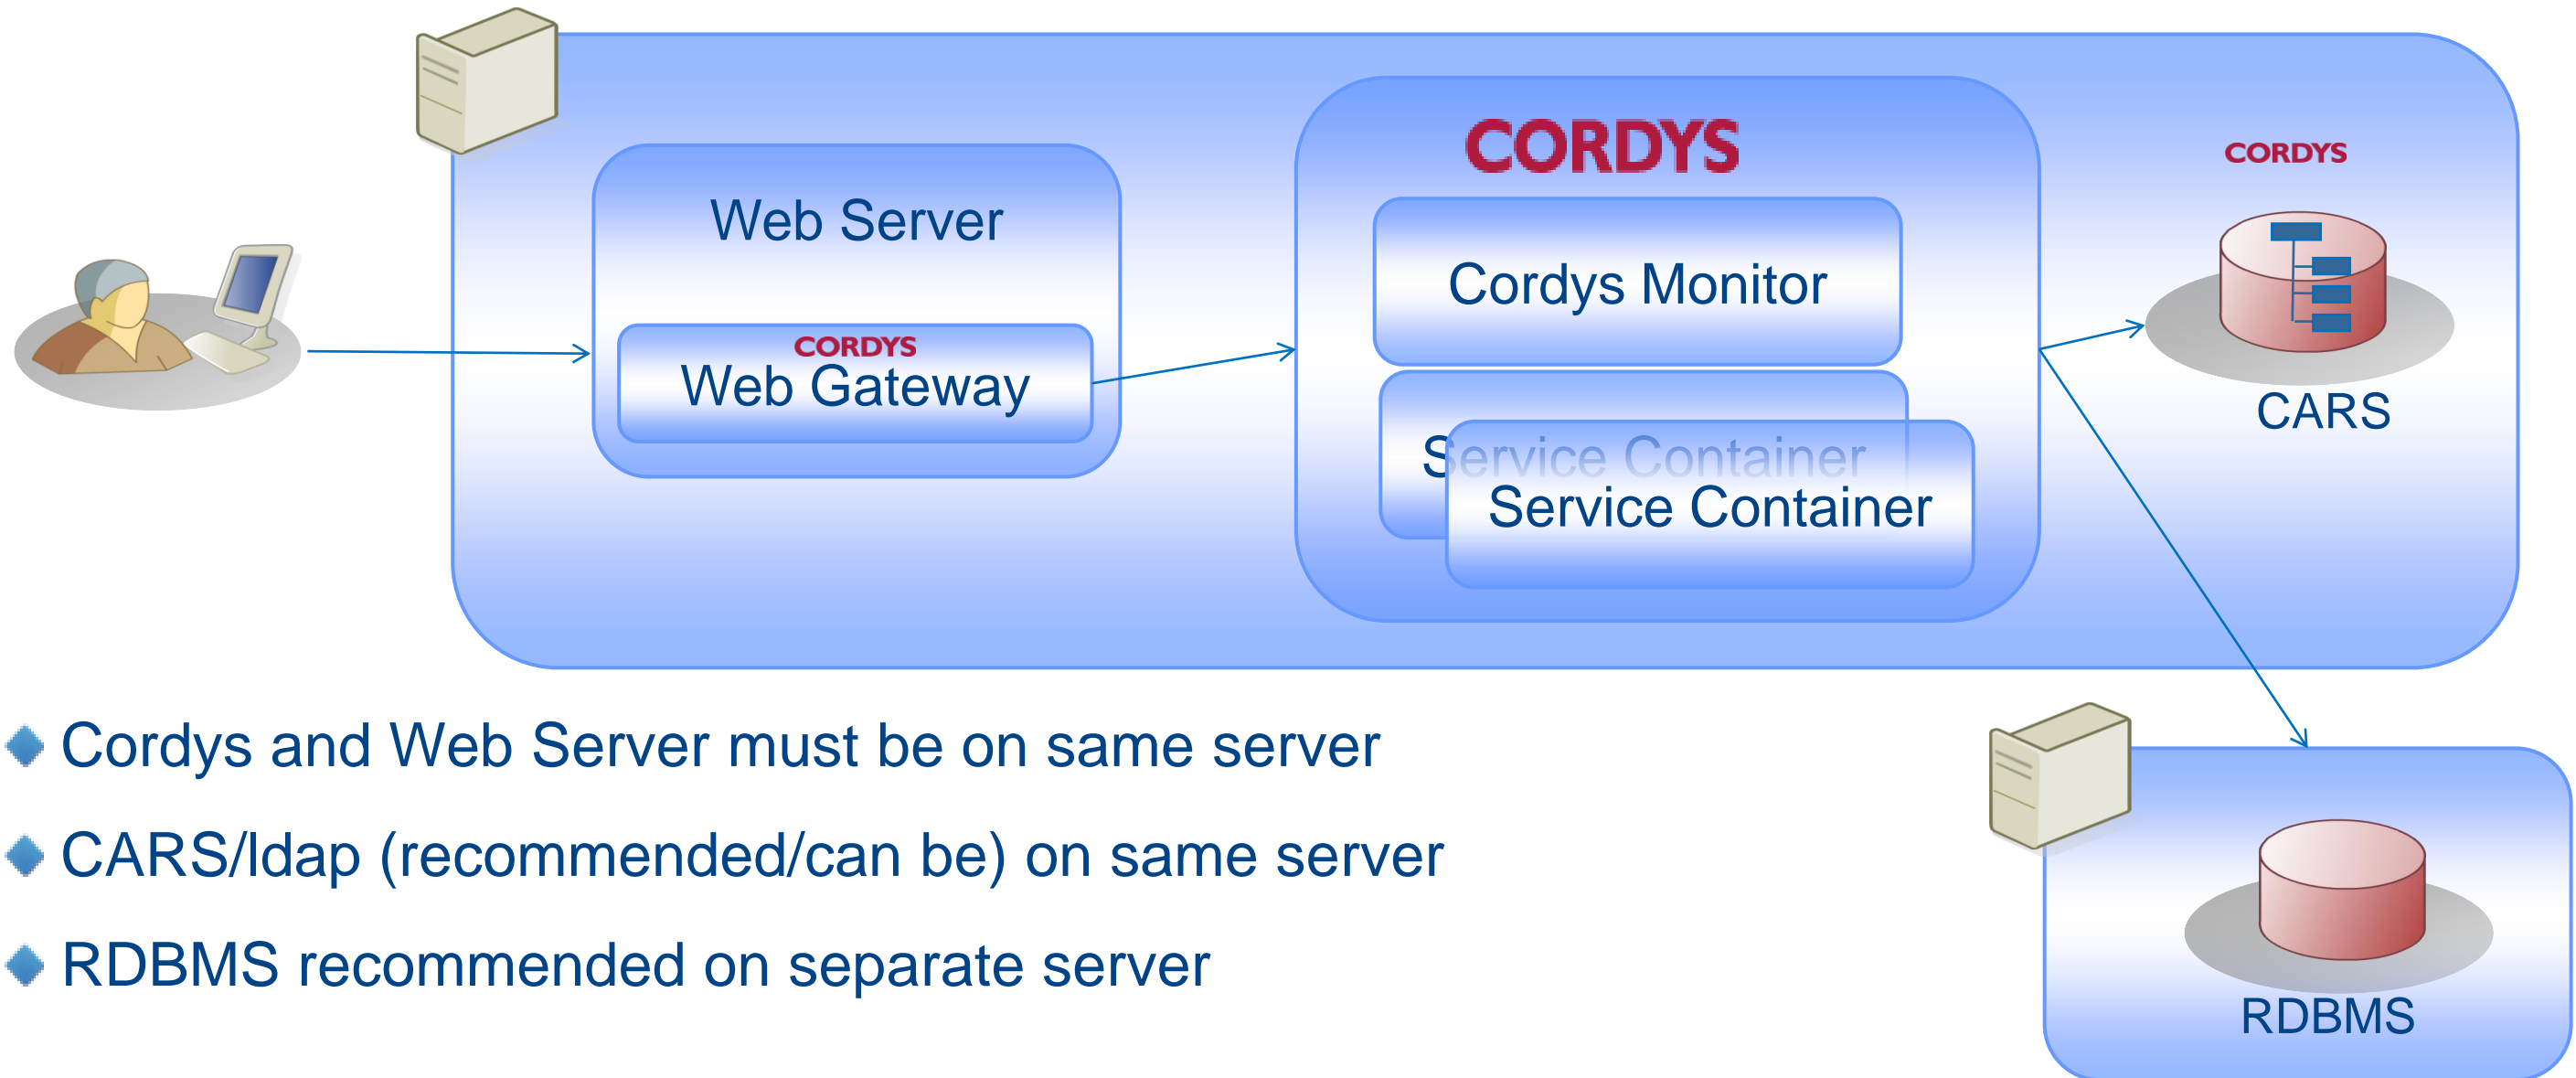 Web Server
CORDYS
Web Gateway
CORDYS
Cordys Monitor
Service Container
Service Container
CORDYS
CARS
Cordys and Web Server must be on same server
CARS/ldap (recommended/can be) on same server
RDBMS recommended on separate server
RDBMS